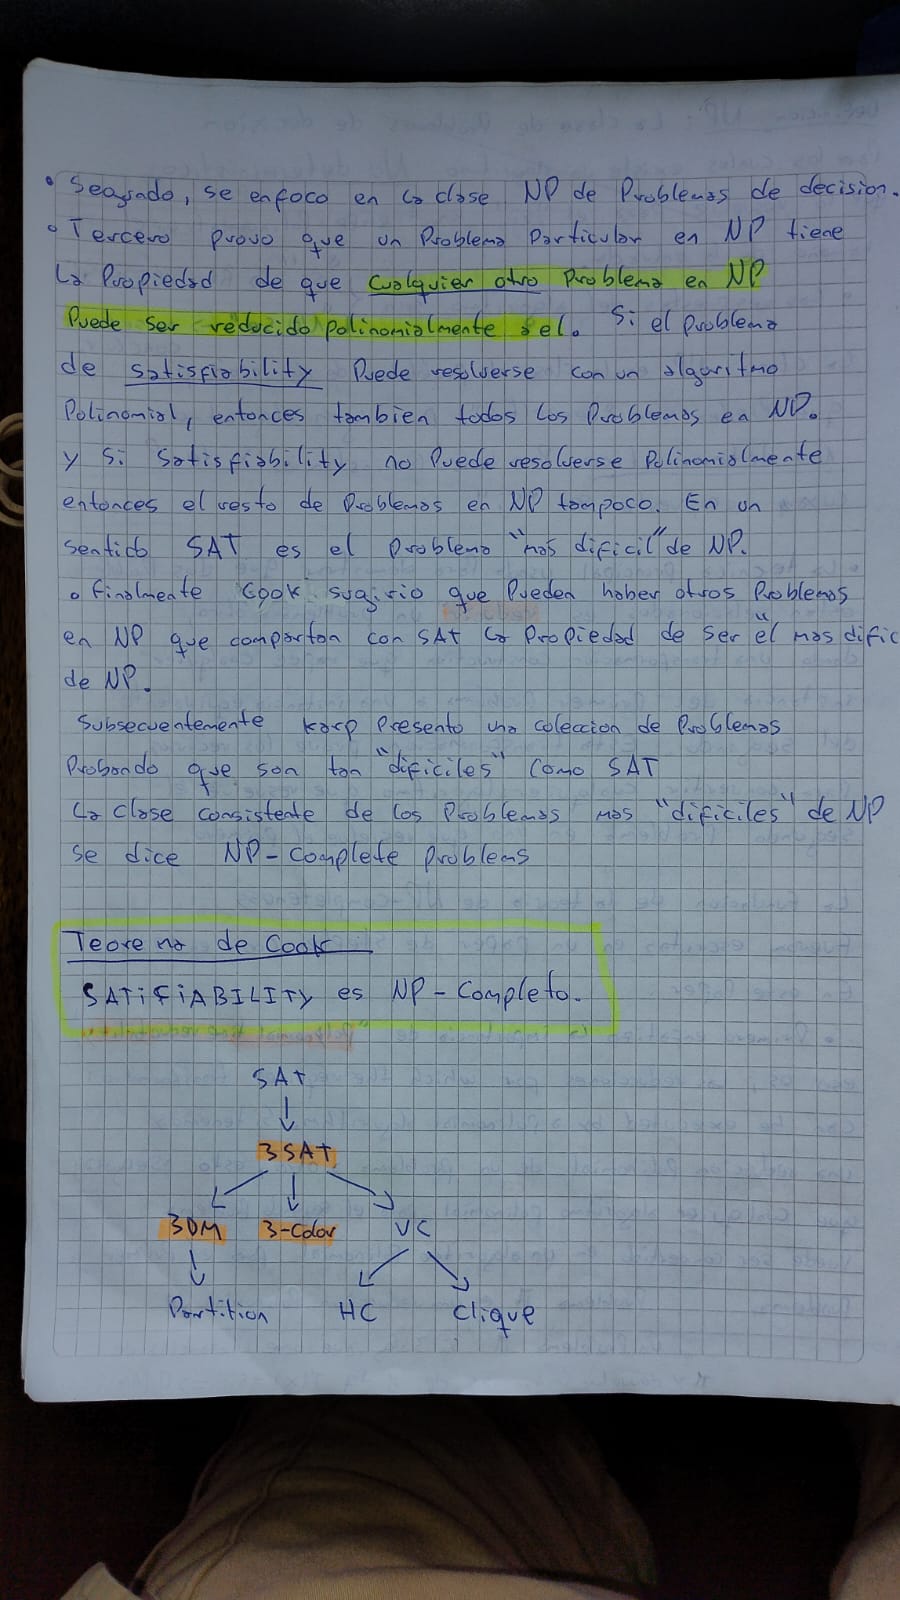 • Segundo, se enfoco en la clase NP de Problemas de decision.
• Tercero provo que un Problema Particular en NP tiene
La Propiedad de que cualquier otro problema en NP
Puede ser reducido polinomialmente a el. Si el problema
de satisfiability Puede resolverse con un algoritmo
Polinomial, entonces tambien todos los Problemas en NP.
y si satisfiability no Puede resolverse Polinomialmente
entonces el resto de Problemas en NP tampoco. En un
sentido SAT es el problema "mas dificil" de NP.
• finalmente Cook sugirio que Pueden haber otros Problemas
en NP que compartan con SAT la Propiedad de ser "el mas dific
de NP.
Subsecuentemente Karp Presento una coleccion de Problemas
Probando que son tan "dificiles" Como SAT
La Clase consistente de los Problemas mas "dificiles" de NP
se dice NP-Complete problems
Teorema de Cook
SATiFiABILITY es NP-Completo.
SAT
3SAT
3DM 3-Color VC
Partition HC Clique